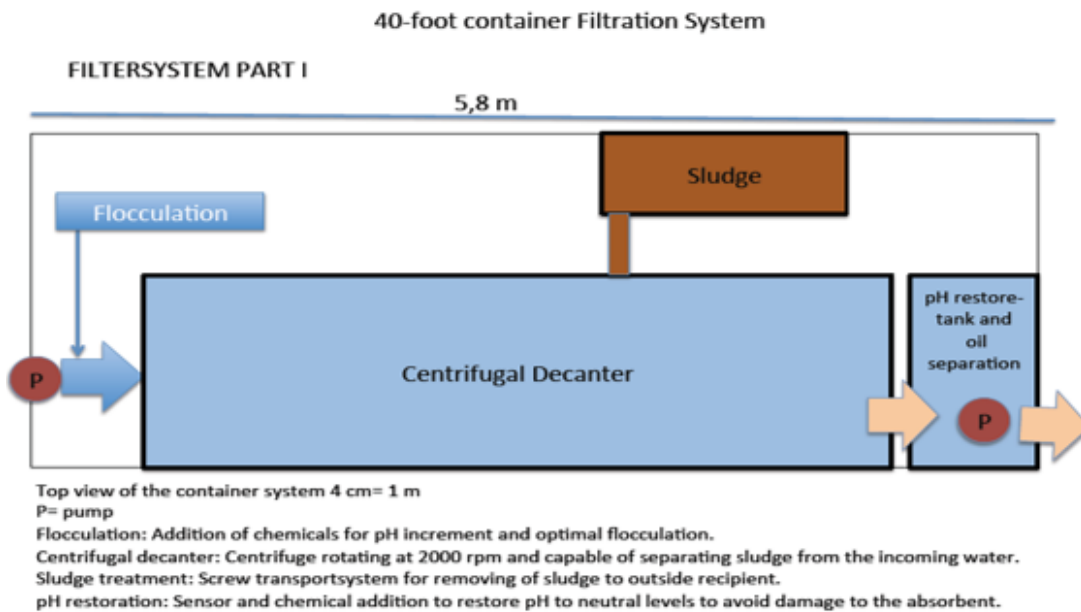 40-foot container Filtration System
FILTERSYSTEM PART I
5,8 m
Sludge
Flocculation
pH restore-
tank and
oil
separation
Centrifugal Decanter
P
P
Top view of the container system 4 cm= 1 m
P= pump
Flocculation: Addition of chemicals for pH increment and optimal flocculation.
Centrifugal decanter: Centrifuge rotating at 2000 rpm and capable of separating sludge from the incoming water.
Sludge treatment: Screw transportsystem for removing of sludge to outside recipient.
pH restoration: Sensor and chemical addition to restore pH to neutral levels to avoid damage to the absorbent.